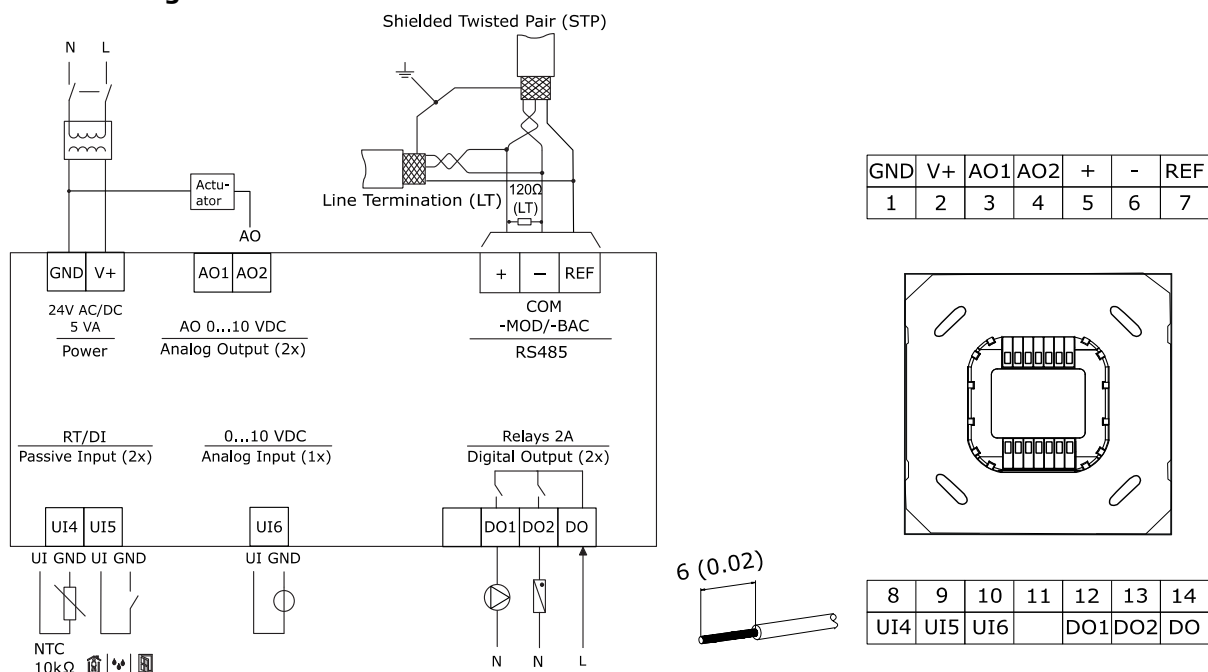 Shielded Twisted Pair (STP)
N L
Actu-
ator
AO
Line Termination (LT)
120Ω
(LT)
GND V+ AO1 AO2 + - REF
1 2 3 4 5 6 7
GND V+
AO1 AO2
+ – REF
24V AC/DC
5 VA
Power
AO 0...10 VDC
Analog Output (2x)
COM
-MOD/-BAC
RS485
RT/DI
Passive Input (2x)
0...10 VDC
Analog Input (1x)
Relays 2A
Digital Output (2x)
UI4 UI5
UI6
DO1 DO2 DO
UI GND UI GND
UI GND
NTC
10kΩ
N N L
6 (0.02)
8 9 10 11 12 13 14
UI4 UI5 UI6 DO1 DO2 DO